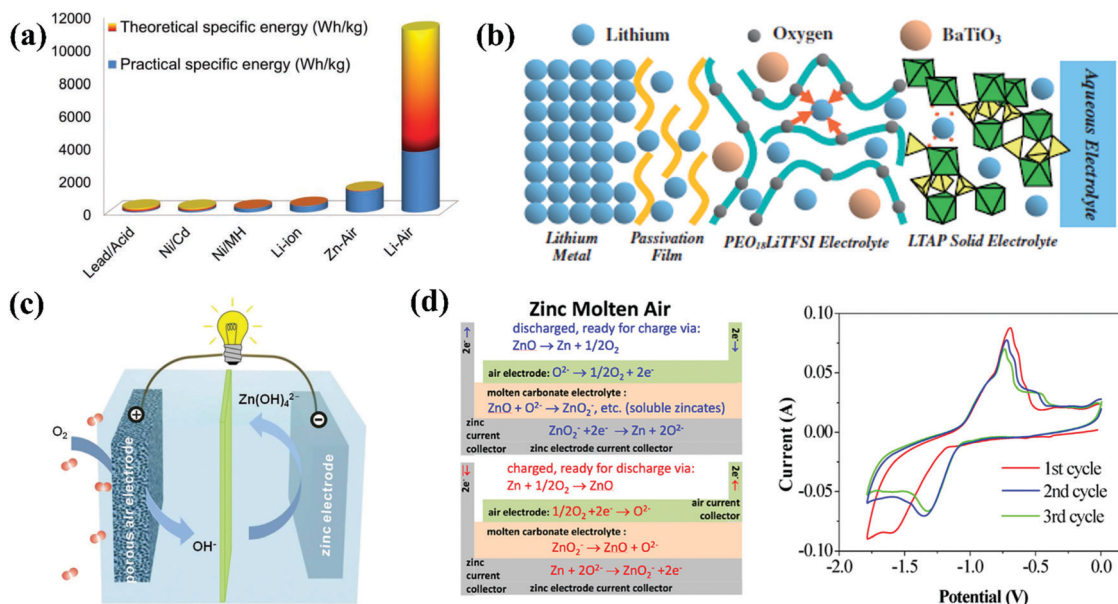 (a)
Theoretical specific energy (Wh/kg)
Practical specific energy (Wh/kg)
12000
10000
8000
6000
4000
2000
0
Lead/Acid
Ni/Cd
Ni/MH
Li-ion
Zn-Air
Li-Air
(b)
Lithium
Oxygen
BaTiO₃
Lithium
Metal
Passivation
Film
PEO₁₈LiTFSI Electrolyte
LTAP Solid Electrolyte
Aqueous Electrolyte
(c)
O₂
porous air electrode
+
OH⁻
Zn(OH)₄²⁻
−
zinc electrode
(d)
Zinc Molten Air
2e⁻→
discharged, ready for charge via:
ZnO → Zn + 1/2O₂
2e⁻→
air electrode: O²⁻ → 1/2O₂ + 2e⁻
molten carbonate electrolyte :
ZnO + O²⁻ → ZnO₂⁻, etc. (soluble zincates)
zinc
current
collector
ZnO₂⁻ +2e⁻ → Zn + 2O²⁻
zinc electrode current collector
2e⁻←
charged, ready for discharge via:
Zn + 1/2O₂ → ZnO
2e⁻→
air electrode: 1/2O₂ +2e⁻ → O²⁻
air current
collector
molten carbonate electrolyte :
ZnO₂⁻ → ZnO + O²⁻
zinc
current
collector
Zn + 2O²⁻ → ZnO₂⁻ +2e⁻
zinc electrode current collector
Current (A)
0.10
0.05
0.00
-0.05
-0.10
1st cycle
2nd cycle
3rd cycle
-2.0
-1.5
-1.0
-0.5
0.0
Potential (V)